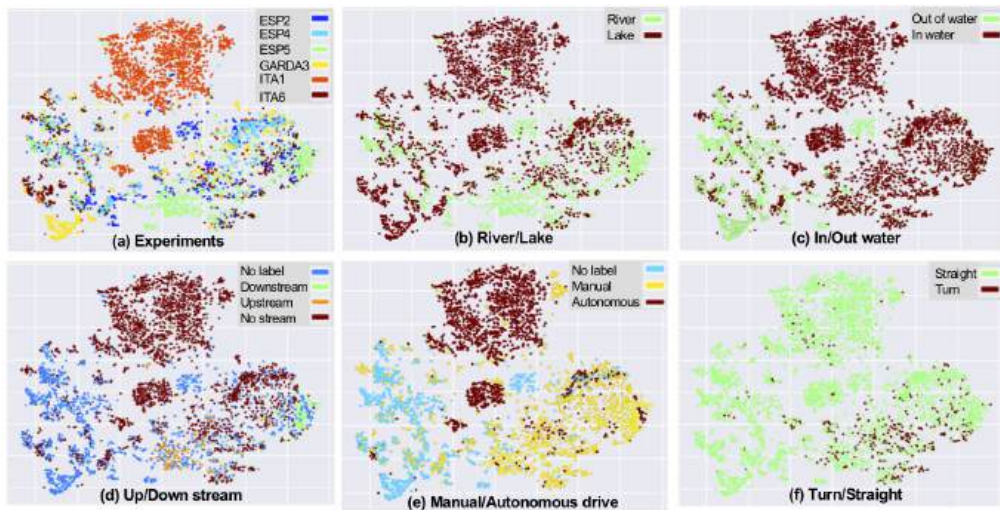 ESP2
ESP4
ESP5
GARDA3
ITA1
ITA6
(a) Experiments
River
Lake
(b) River/Lake
Out of water
In water
(c) In/Out water
No label
Downstream
Upstream
No stream
(d) Up/Down stream
No label
Manual
Autonomous
(e) Manual/Autonomous drive
Straight
Turn
(f) Turn/Straight